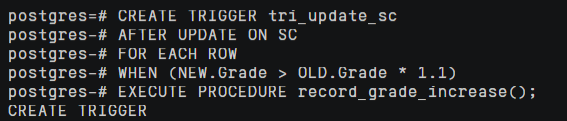 postgres=# CREATE TRIGGER tri_update_sc
postgres-# AFTER UPDATE ON SC
postgres-# FOR EACH ROW
postgres-# WHEN (NEW.Grade > OLD.Grade * 1.1)
postgres-# EXECUTE PROCEDURE record_grade_increase();
CREATE TRIGGER